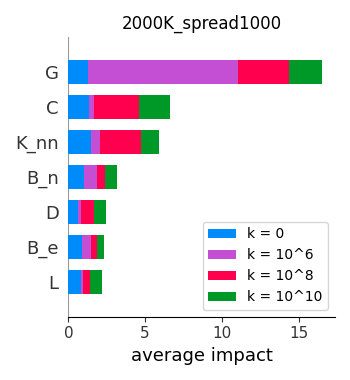 2000K_spread1000
G
C
K_nn
B_n
D
B_e
L
k = 0
k = 10^6
k = 10^8
k = 10^10
0 5 10 15
average impact